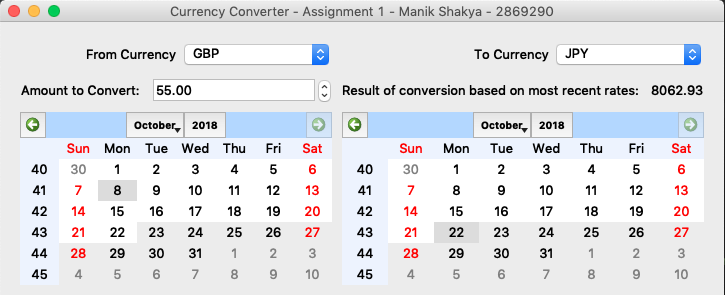 Currency Converter - Assignment 1 - Manik Shakya - 2869290
From Currency GBP To Currency JPY
Amount to Convert: 55.00 Result of conversion based on most recent rates: 8062.93
October 2018 October 2018
Sun Mon Tue Wed Thu Fri Sat Sun Mon Tue Wed Thu Fri Sat
40 30 1 2 3 4 5 6 40 30 1 2 3 4 5 6
41 7 8 9 10 11 12 13 41 7 8 9 10 11 12 13
42 14 15 16 17 18 19 20 42 14 15 16 17 18 19 20
43 21 22 23 24 25 26 27 43 21 22 23 24 25 26 27
44 28 29 30 31 1 2 3 44 28 29 30 31 1 2 3
45 4 5 6 7 8 9 10 45 4 5 6 7 8 9 10